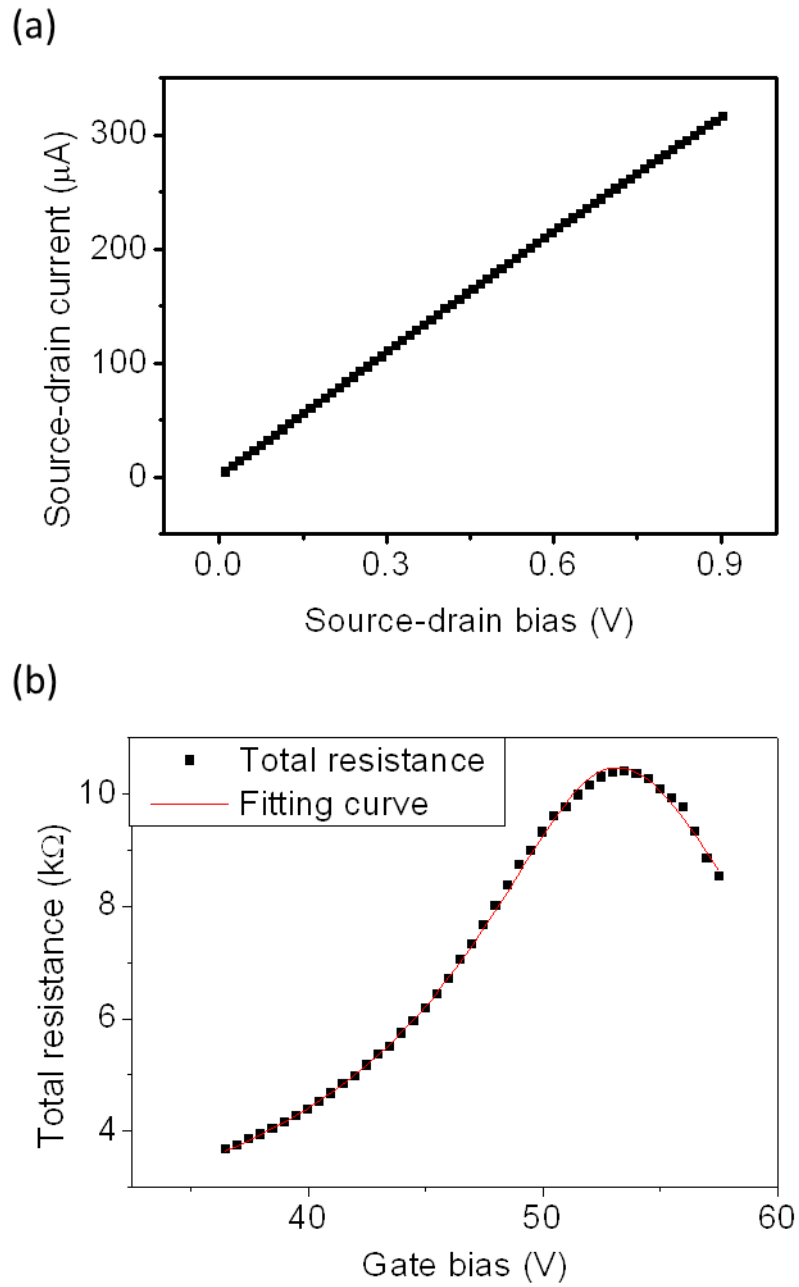 (a)
Source-drain current (μA)
300
200
100
0
0.0 0.3 0.6 0.9
Source-drain bias (V)
(b)
Total resistance
Fitting curve
Total resistance (kΩ)
10
8
6
4
40 50 60
Gate bias (V)